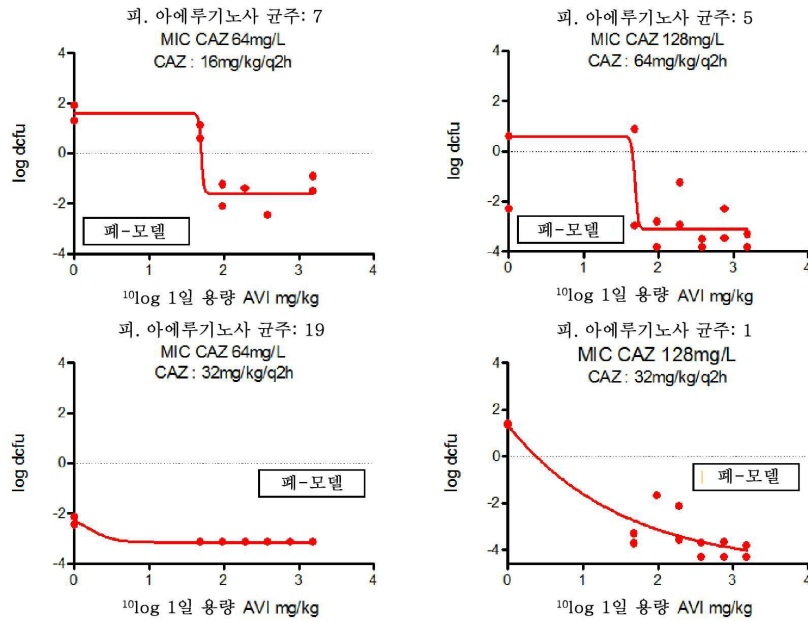 피. 아에루기노사 균주: 7
MIC CAZ 64mg/L
CAZ : 16mg/kg/q2h
4
2
0
-2
-4
log dcfu
폐-모델
0 1 2 3 4
¹⁰log 1일 용량 AVI mg/kg
피. 아에루기노사 균주: 5
MIC CAZ 128mg/L
CAZ : 64mg/kg/q2h
4
2
0
-2
-4
log dcfu
폐-모델
0 1 2 3 4
¹⁰log 1일 용량 AVI mg/kg
피. 아에루기노사 균주: 19
MIC CAZ 64mg/L
CAZ : 32mg/kg/q2h
4
2
0
-2
-4
log dcfu
폐-모델
0 1 2 3 4
¹⁰log 1일 용량 AVI mg/kg
피. 아에루기노사 균주: 1
MIC CAZ 128mg/L
CAZ : 32mg/kg/q2h
4
2
0
-2
-4
log dcfu
폐-모델
0 1 2 3 4
¹⁰log 1일 용량 AVI mg/kg